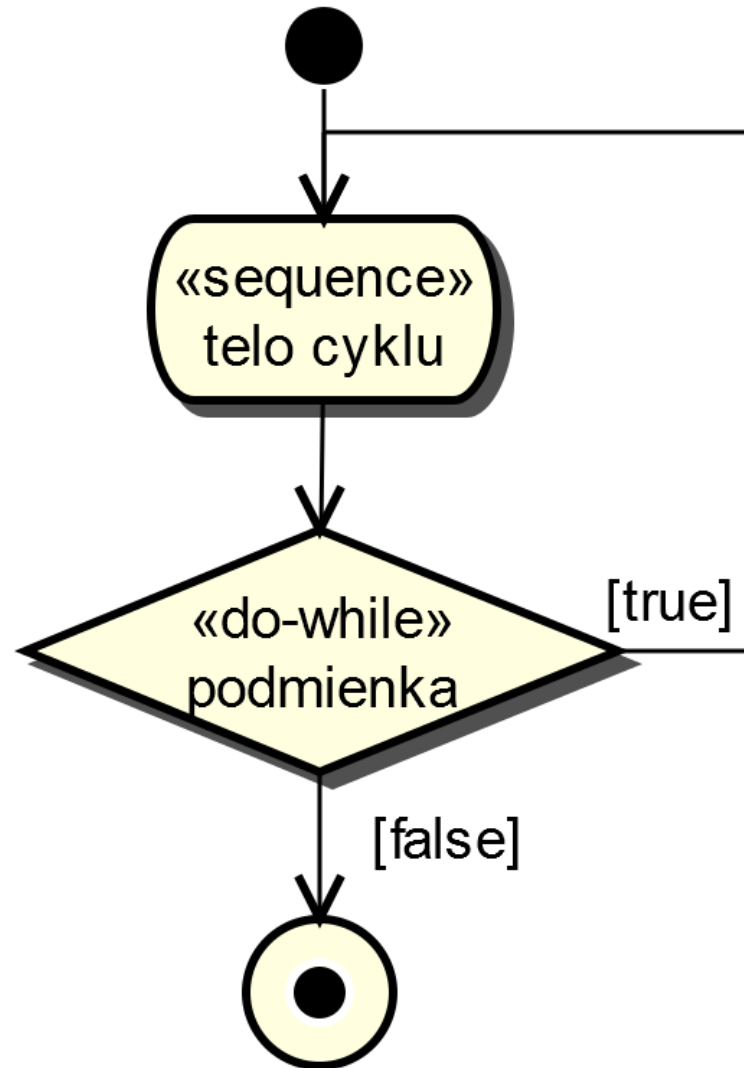 «sequence»
telo cyklu
«do-while»
podmienka
[true]
[false]